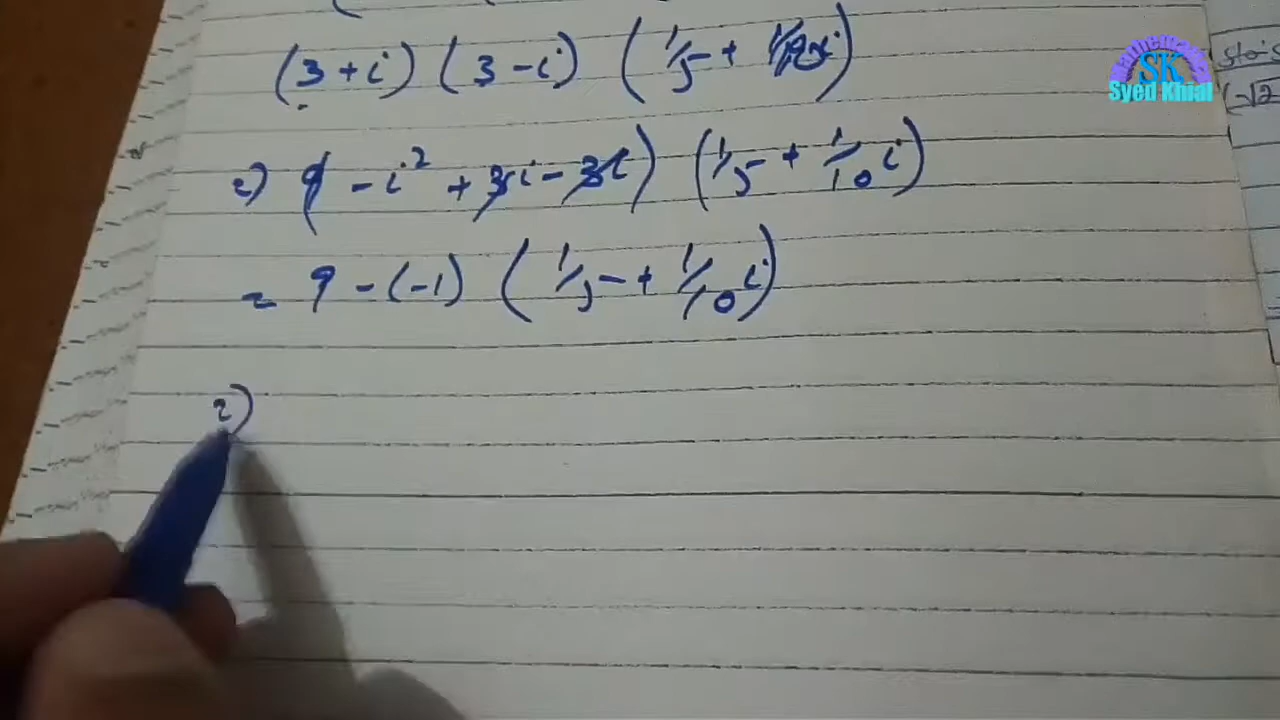 (3 + i) (3 - i) (1/5 + 1/10 i)
=) 9 - i² + 3i - 3i) (1/5 + 1/10 i)
= 9 - (-1) (1/5 + 1/10 i)
=)
SK
Syed Khial
(-√2